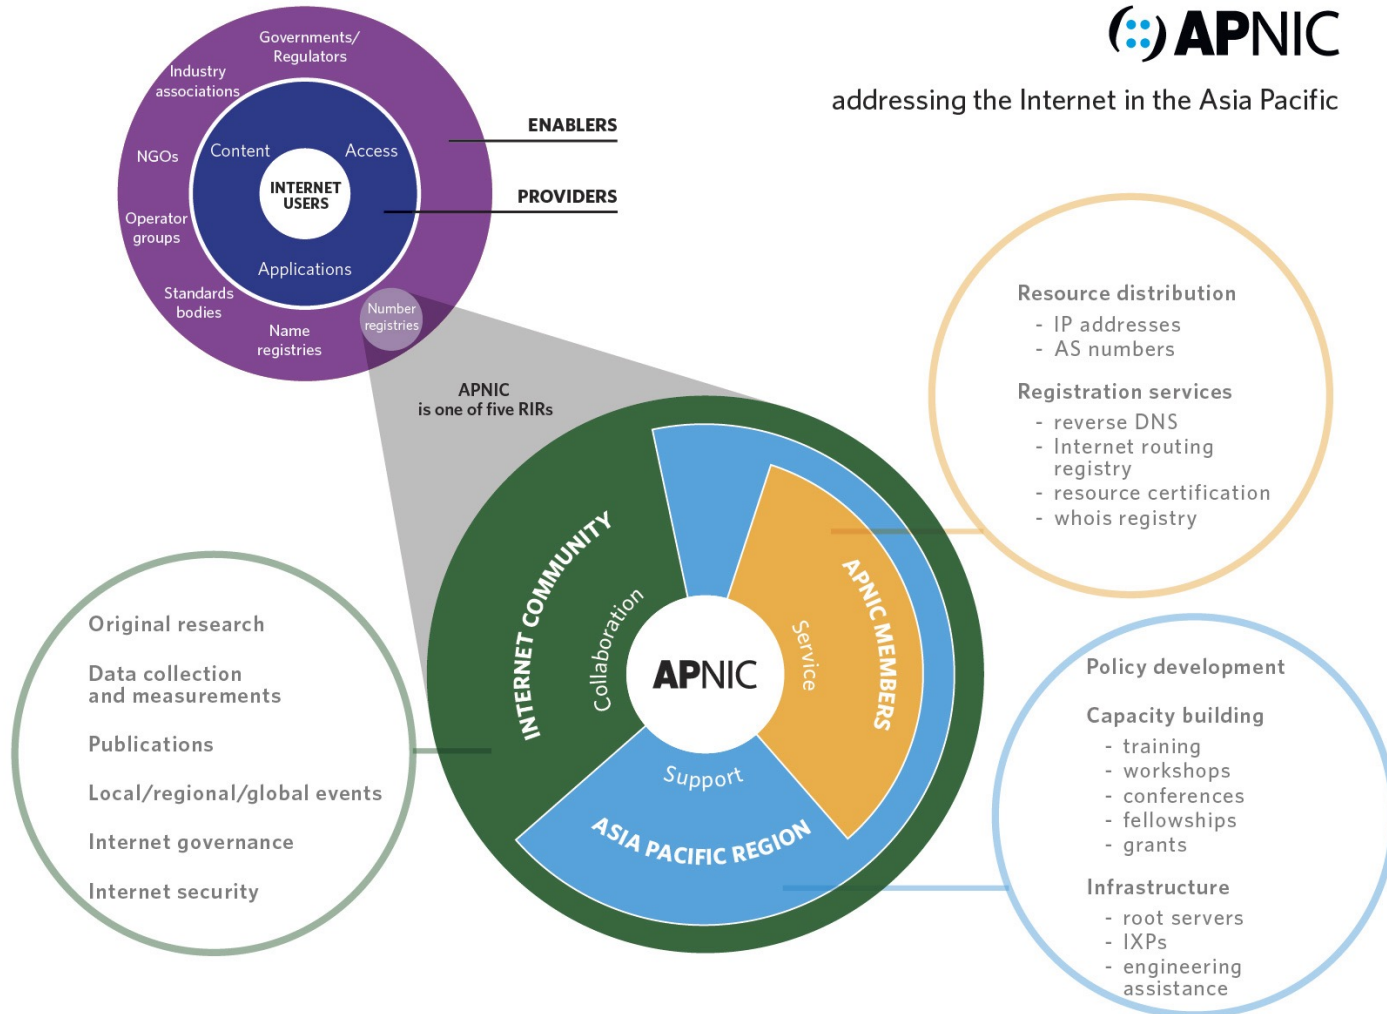 APNIC
addressing the Internet in the Asia Pacific
Governments/
Regulators
Industry
associations
NGOs
Operator
groups
Standards
bodies
Name
registries
Number
registries
Content
Access
Applications
INTERNET
USERS
ENABLERS
PROVIDERS
APNIC
is one of five RIRs
INTERNET COMMUNITY
Collaboration
APNIC
Service
APNIC MEMBERS
Support
ASIA PACIFIC REGION
Resource distribution
- IP addresses
- AS numbers
Registration services
- reverse DNS
- Internet routing
registry
- resource certification
- whois registry
Original research
Data collection
and measurements
Publications
Local/regional/global events
Internet governance
Internet security
Policy development
Capacity building
- training
- workshops
- conferences
- fellowships
- grants
Infrastructure
- root servers
- IXPs
- engineering
assistance